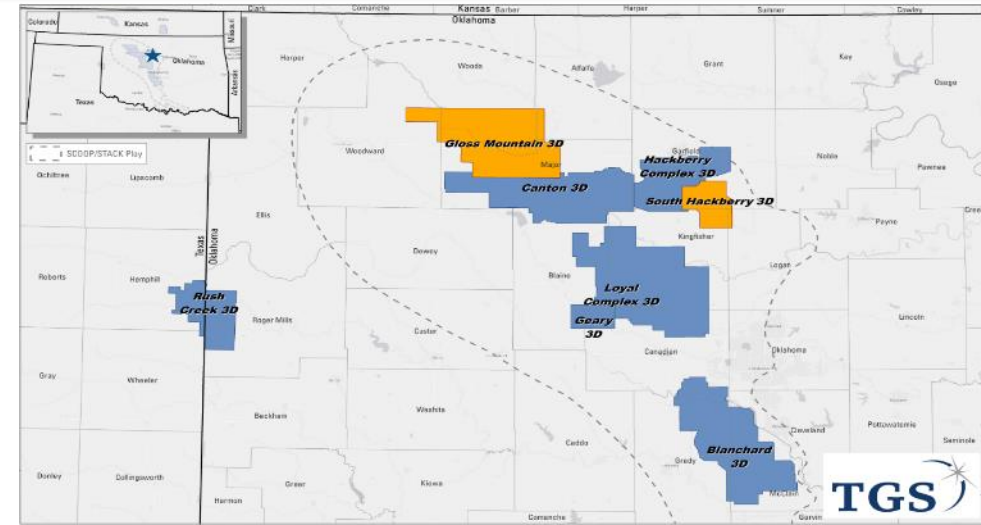 Clark
Comanche
Kansas
Barber
Harper
Sumner
Cowley
Oklahoma
Colorado
Kansas
Missouri
Oklahoma
Texas
Arkansas
SCOOP/STACK Play
Harper
Woods
Alfalfa
Grant
Kay
Osage
Woodward
Gloss Mountain 3D
Major
Garfield
Hackberry
Complex 3D
Noble
Pawnee
Ochiltree
Lipscomb
Canton 3D
South Hackberry 3D
Ellis
Texas
Oklahoma
Dewey
Kingfisher
Payne
Cree
Logan
Roberts
Hemphill
Blaine
Rush
Creek 3D
Loyal
Complex 3D
Lincoln
Roger Mills
Custer
Geary
3D
Canadian
Oklahoma
Gray
Wheeler
Beckham
Washita
Caddo
Cleveland
Pottawatomie
Seminole
Grady
Blanchard
3D
Donley
Collingsworth
Greer
Kiowa
McClain
Harmon
Comanche
Garvin
TGS